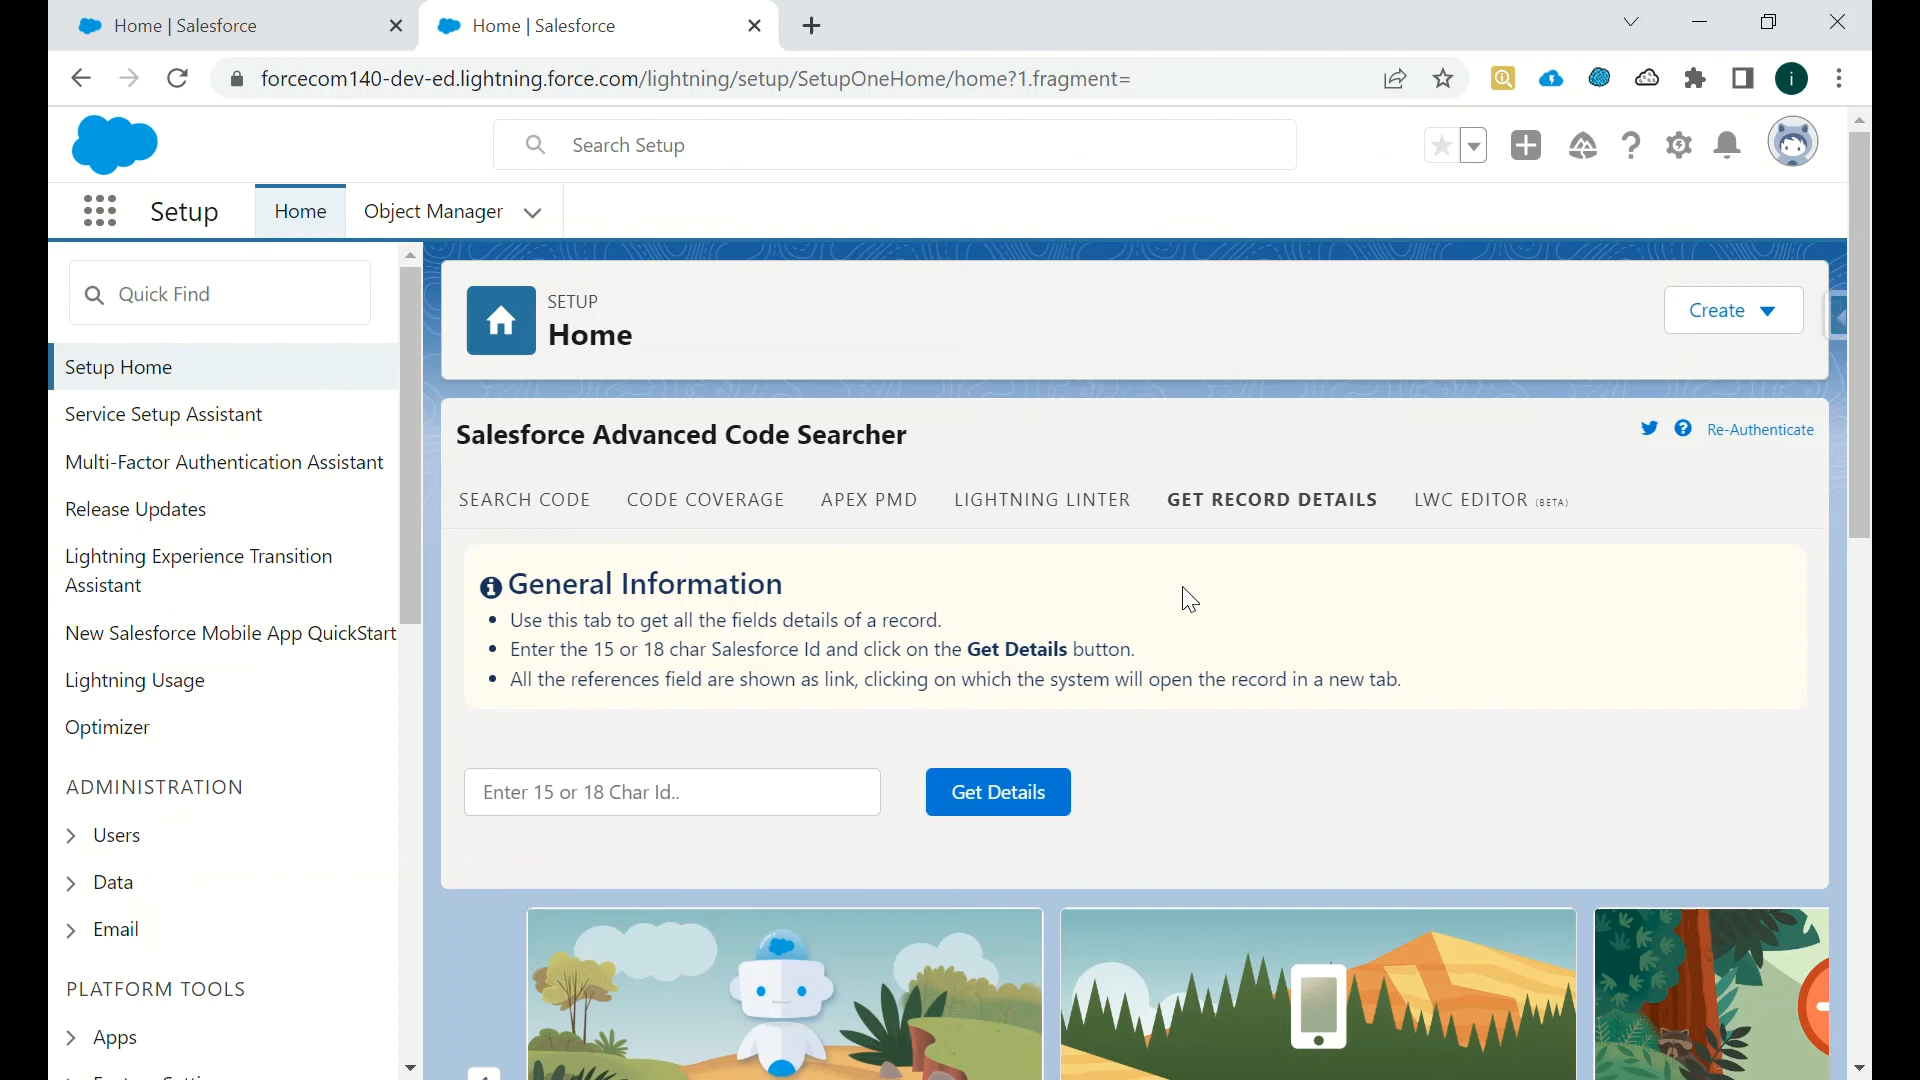 Home | Salesforce
Home | Salesforce
forcecom140-dev-ed.lightning.force.com/lightning/setup/SetupOneHome/home?1.fragment=
i
Search Setup
Setup
Home
Object Manager
Quick Find
Setup Home
Service Setup Assistant
Multi-Factor Authentication Assistant
Release Updates
Lightning Experience Transition
Assistant
New Salesforce Mobile App QuickStart
Lightning Usage
Optimizer
ADMINISTRATION
Users
Data
Email
PLATFORM TOOLS
Apps
SETUP
Home
Create
Salesforce Advanced Code Searcher
Re-Authenticate
SEARCH CODE
CODE COVERAGE
APEX PMD
LIGHTNING LINTER
GET RECORD DETAILS
LWC EDITOR (BETA)
General Information
• Use this tab to get all the fields details of a record.
• Enter the 15 or 18 char Salesforce Id and click on the Get Details button.
• All the references field are shown as link, clicking on which the system will open the record in a new tab.
Enter 15 or 18 Char Id..
Get Details